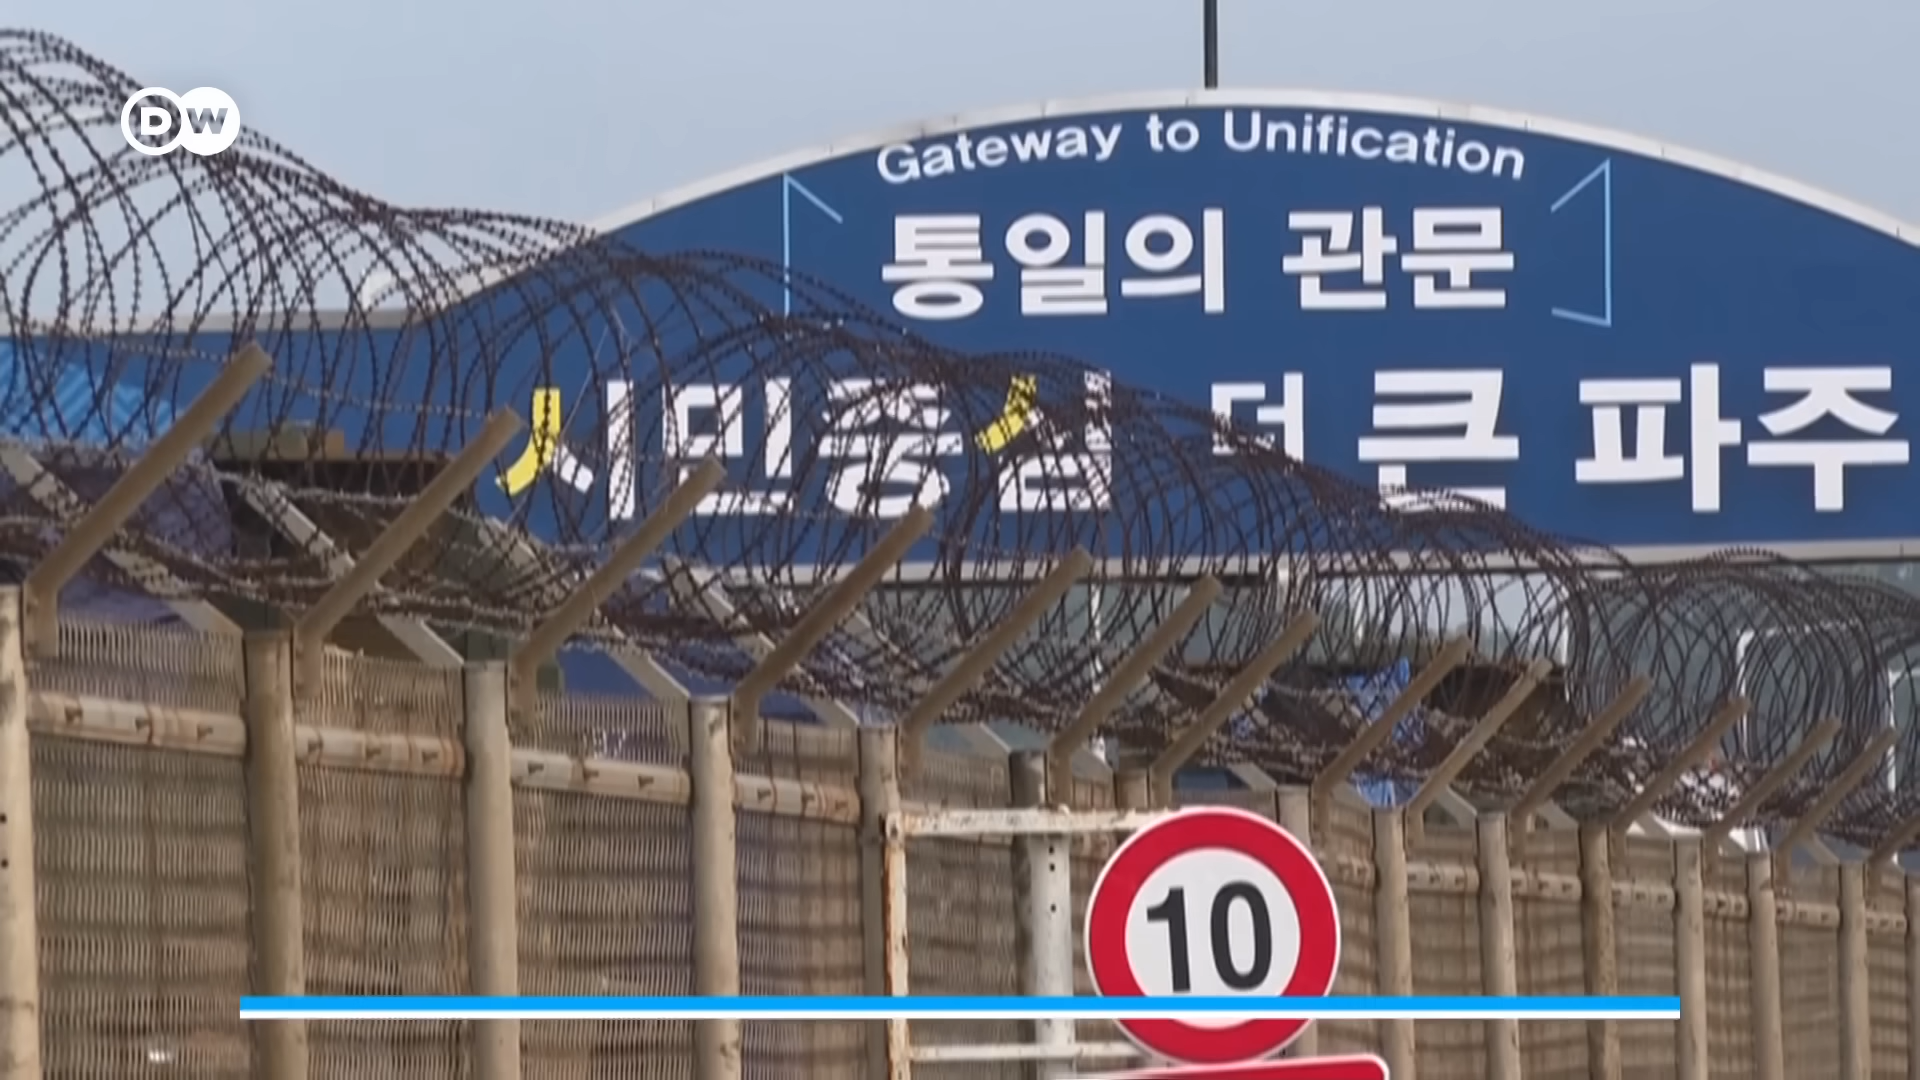 DW
Gateway to Unification
통일의 관문
시민중심 더 큰 파주
10